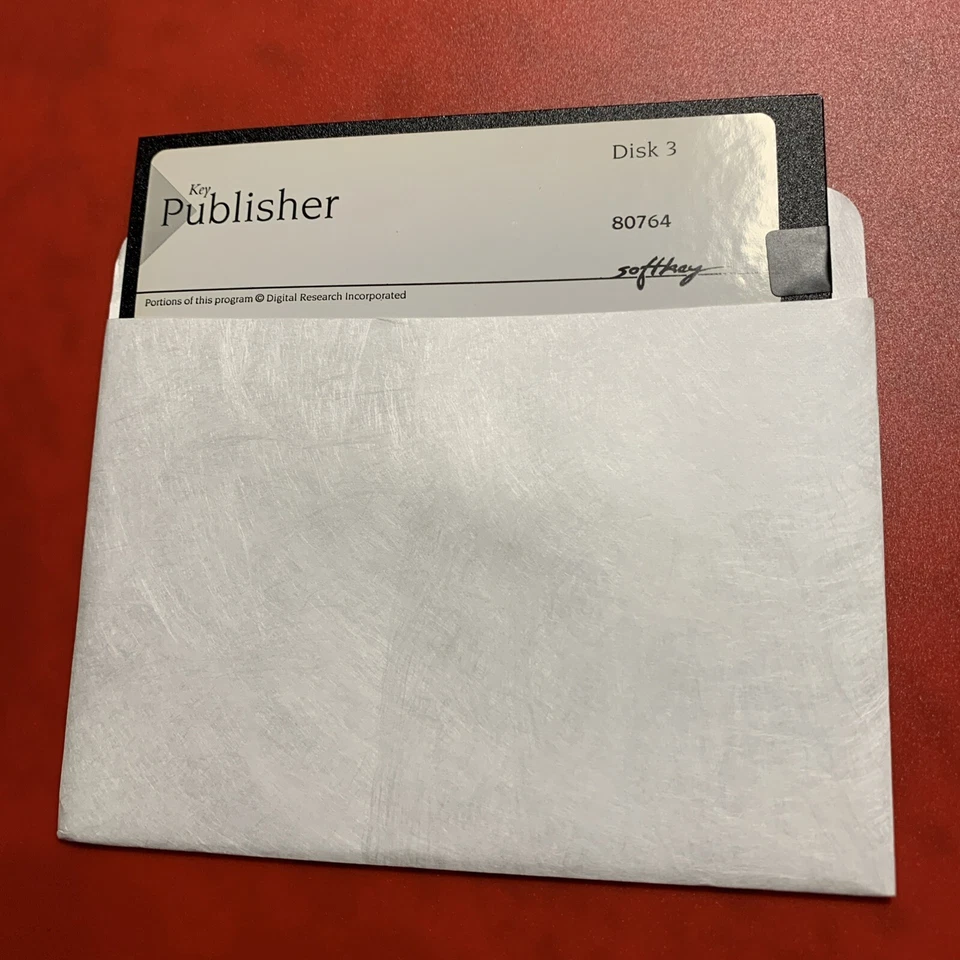 Disk 3
Key
Publisher
80764
softkey
Portions of this program © Digital Research Incorporated